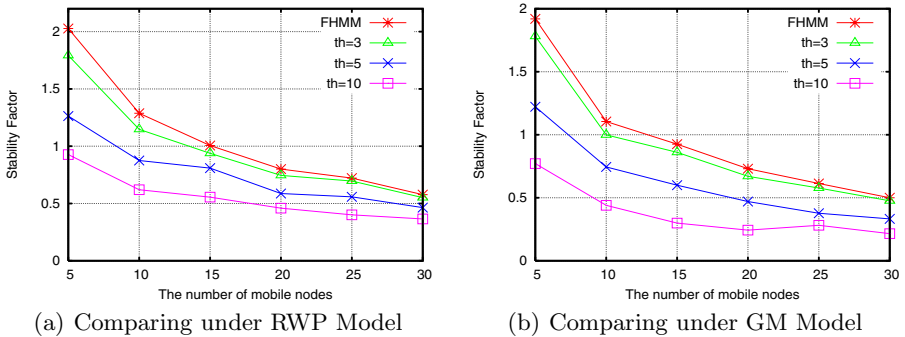 FHMM
th=3
th=5
th=10
Stability Factor
2
1.5
1
0.5
0
5 10 15 20 25 30
The number of mobile nodes
(a) Comparing under RWP Model
FHMM
th=3
th=5
th=10
Stability Factor
2
1.5
1
0.5
0
5 10 15 20 25 30
The number of mobile nodes
(b) Comparing under GM Model